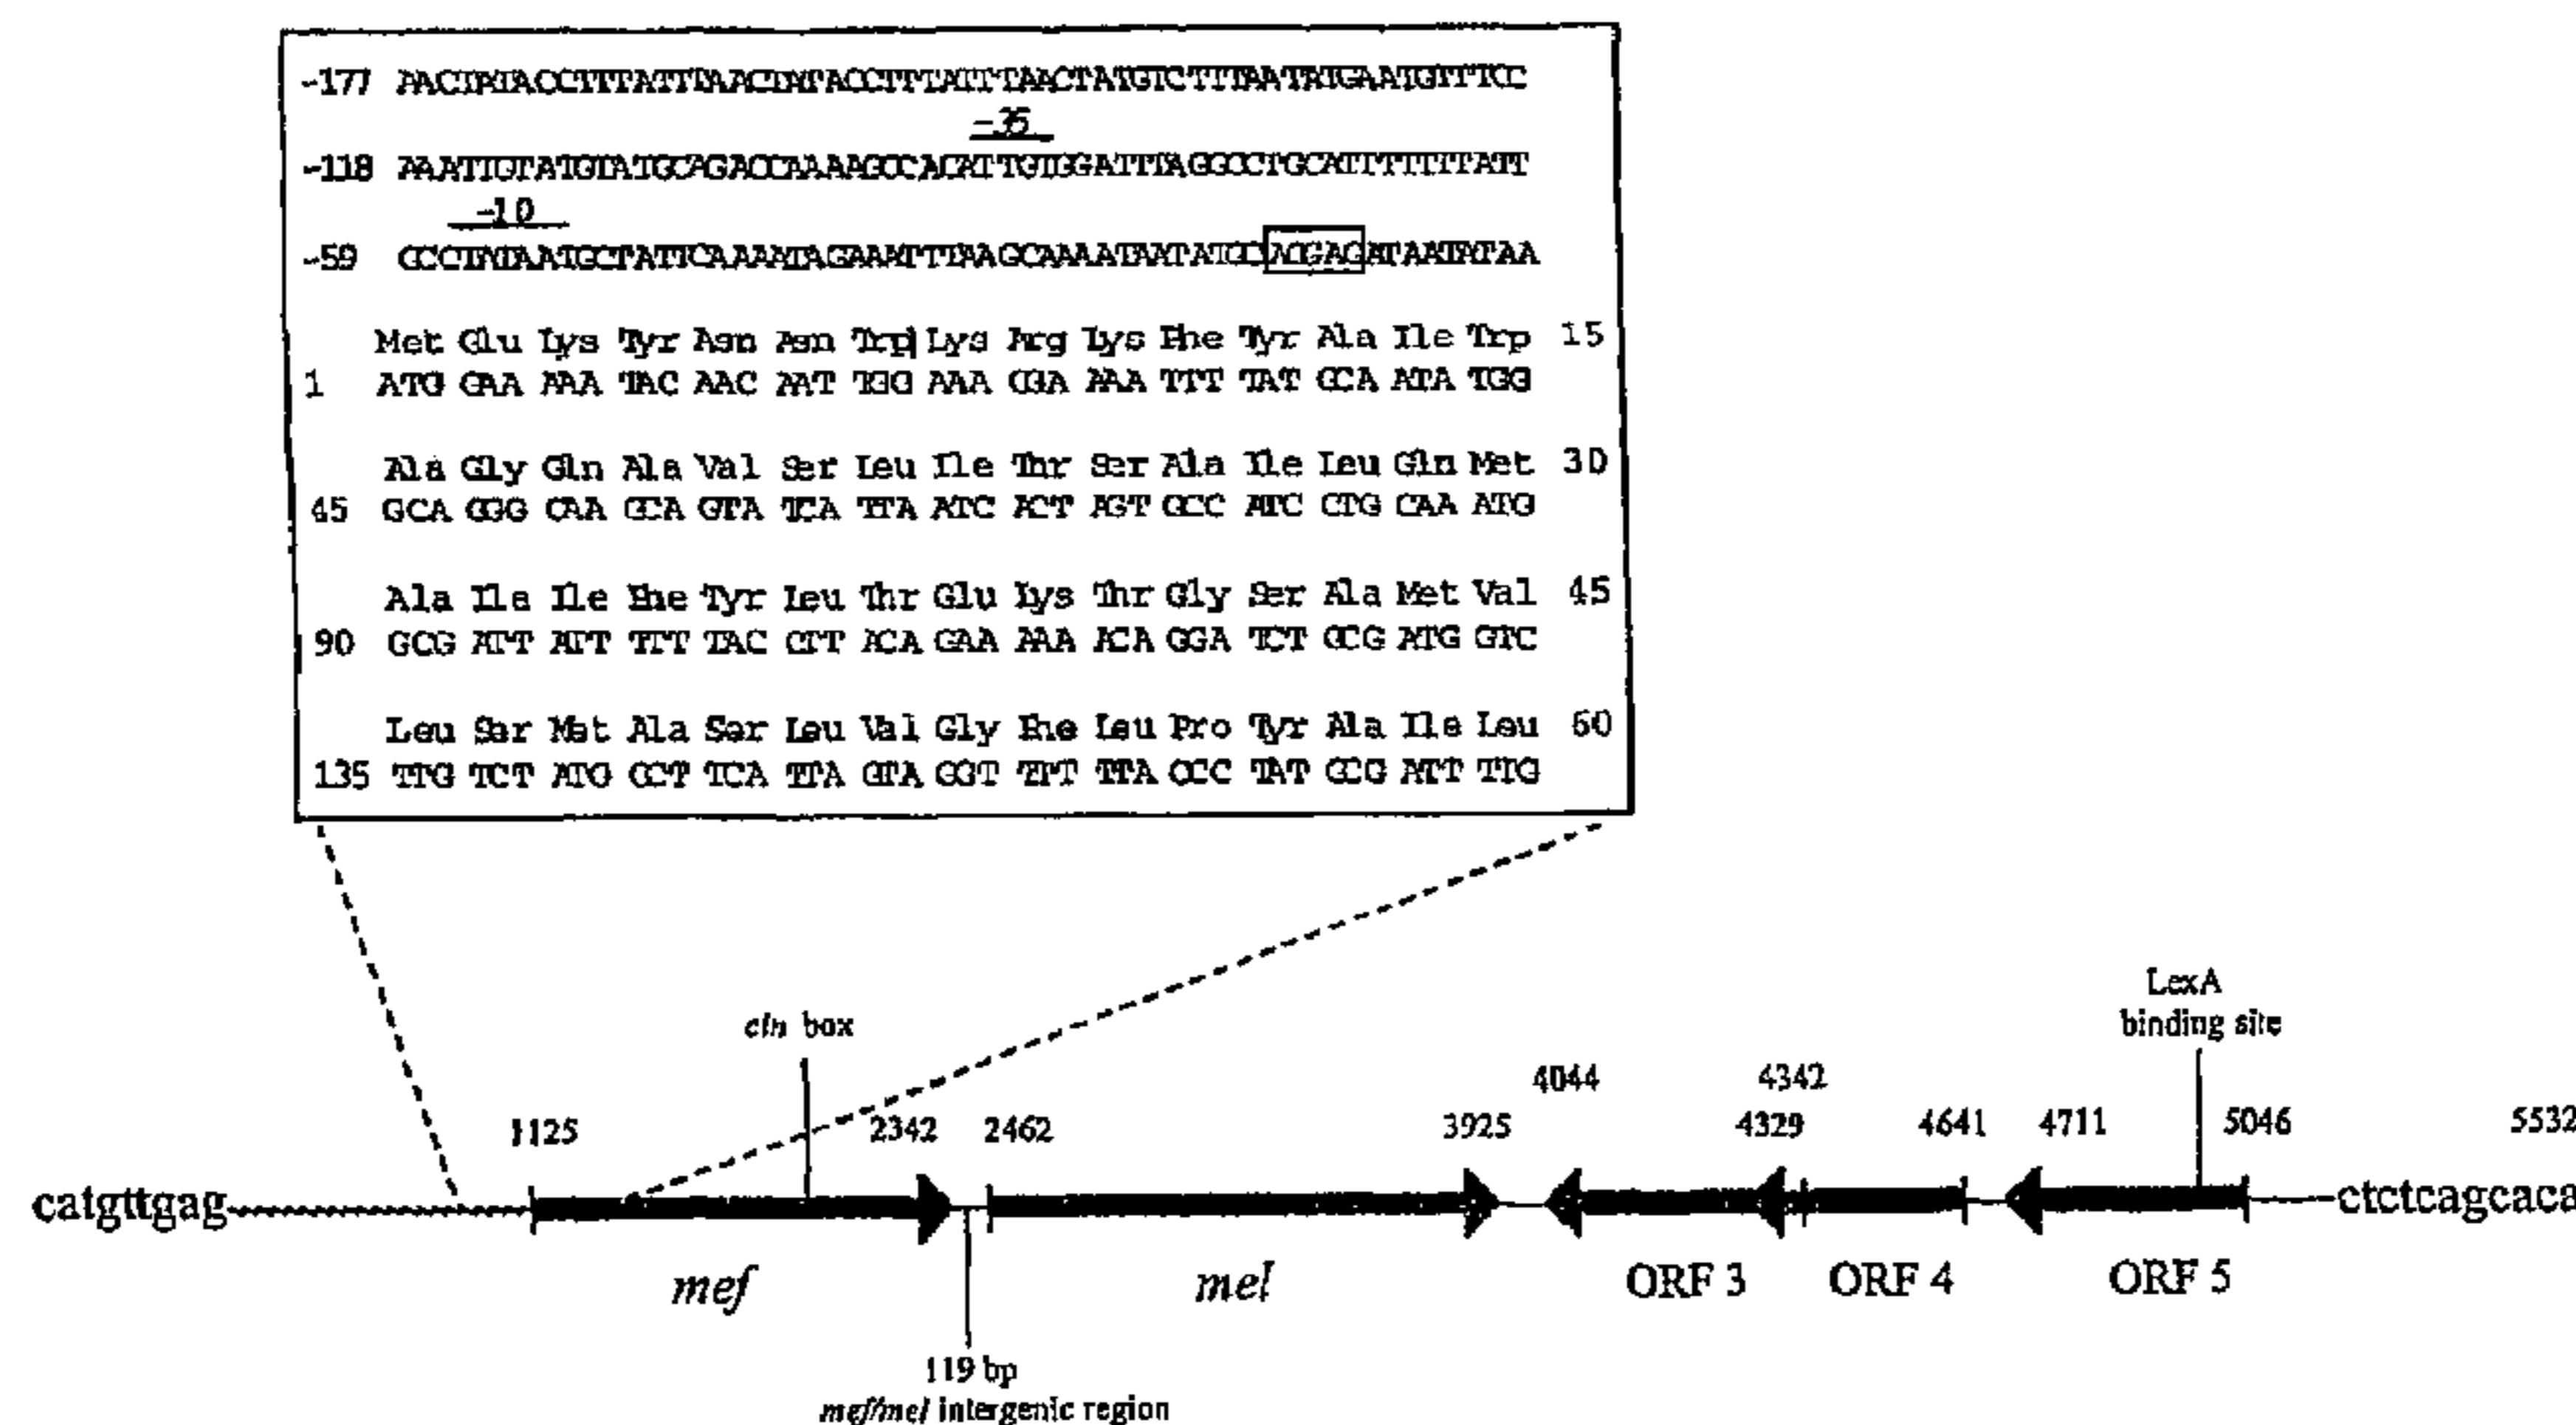 -177 AACTATACCTTTATTTAACTATACCTTTATTTAACTATGTCTTTAATATGAATGTTTCC
-35
-118 AAATTGTATGTATGCAGACCAAAAGCCACATTGTGGATTTAGGCCTGCATTTTTTTATT
-10
-59 GCCTATAATGCTATTCAAAATAGAAATTTAAGCAAAATAATATGCACGGAGATAATATAA
Met Glu Lys Tyr Asn Asn Trp Lys Arg Lys Phe Tyr Ala Ile Trp 15
1 ATG GAA AAA TAC AAC AAT TGG AAA CGA AAA TTT TAT GCA ATA TGG
Ala Gly Gln Ala Val Ser Leu Ile Thr Ser Ala Ile Leu Gln Met 30
45 GCA GGG CAA GCA GTA TCA TTA ATC ACT AGT GCC ATC CTG CAA ATG
Ala Ile Ile Phe Tyr Leu Thr Glu Lys Thr Gly Ser Ala Met Val 45
90 GCG ATT ATT TTT TAC CTT ACA GAA AAA ACA GGA TCT GCG ATG GTC
Leu Ser Met Ala Ser Leu Val Gly Phe Leu Pro Tyr Ala Ile Leu 60
135 TTG TCT ATG CCT TCA TTA GTA GGT TTT TTA CCC TAT GCG ATT TTG
LexA
binding site
cln box
4044 4342
1125 2342 2462 3925 4329 4641 4711 5046 5532
catgttgag ctctcagcaca
mef mel ORF 3 ORF 4 ORF 5
119 bp
mef/mel intergenic region